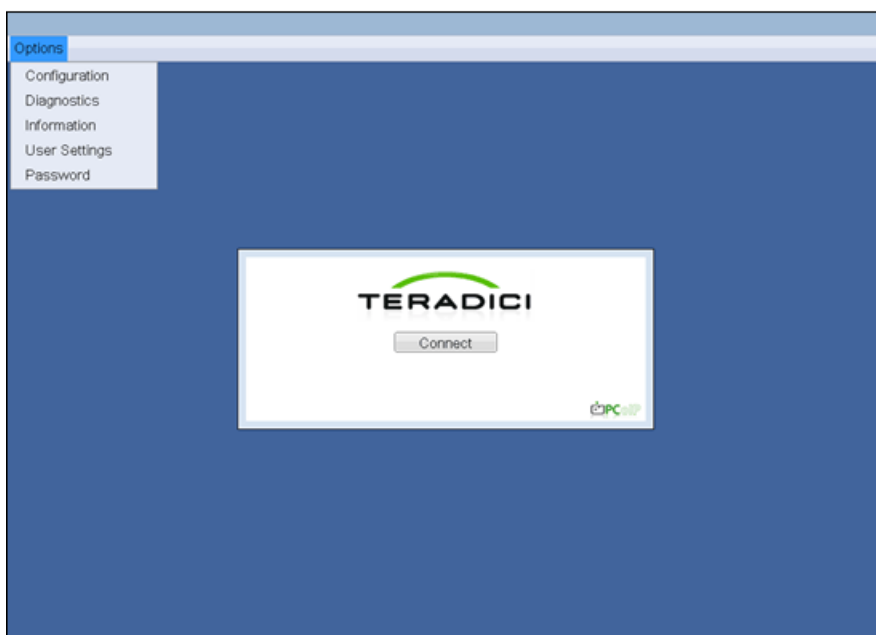 Options
Configuration
Diagnostics
Information
User Settings
Password
TERADICI
Connect
PCoIP